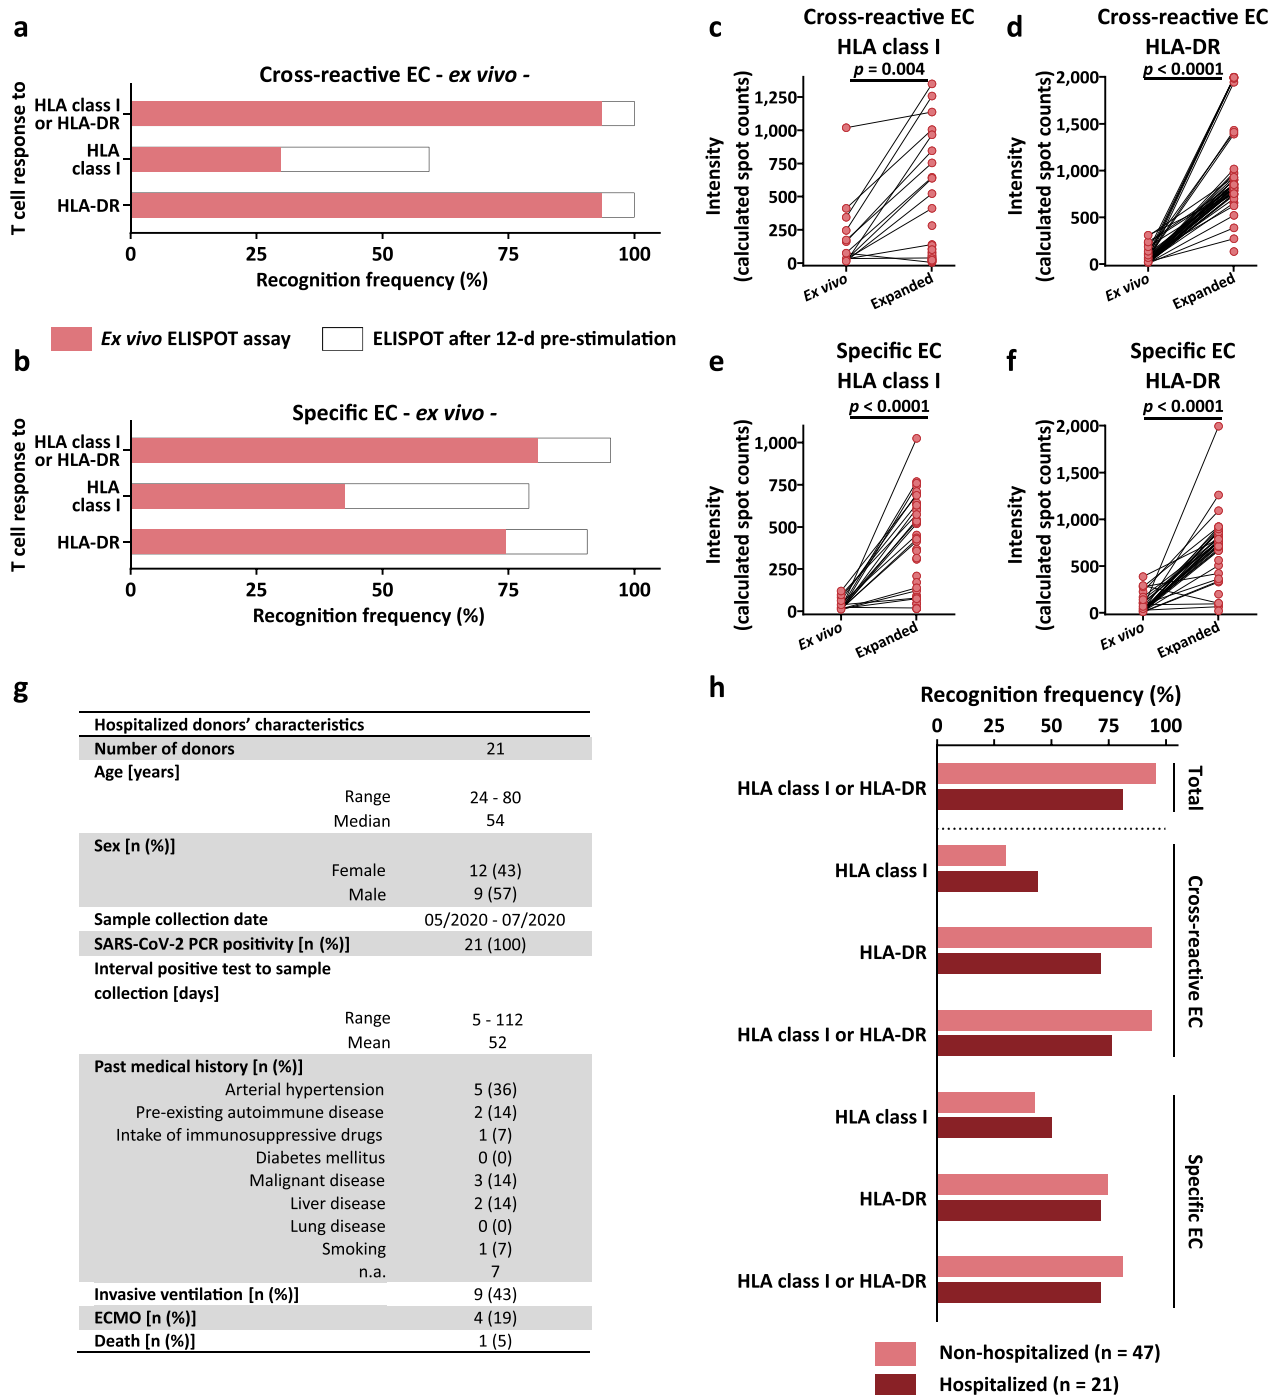 a
Cross-reactive EC - ex vivo -
T cell response to
HLA class I
or HLA-DR
HLA
class I
HLA-DR
0 25 50 75 100
Recognition frequency (%)
Ex vivo ELISPOT assay
ELISPOT after 12-d pre-stimulation
b
Specific EC - ex vivo -
T cell response to
HLA class I
or HLA-DR
HLA
class I
HLA-DR
0 25 50 75 100
Recognition frequency (%)
c
Cross-reactive EC
HLA class I
p = 0.004
Intensity
(calculated spot counts)
1,250
1,000
750
500
250
0
Ex vivo Expanded
d
Cross-reactive EC
HLA-DR
p < 0.0001
Intensity
(calculated spot counts)
2,000
1,500
1,000
500
0
Ex vivo Expanded
e
Specific EC
HLA class I
p < 0.0001
Intensity
(calculated spot counts)
1,000
750
500
250
0
Ex vivo Expanded
f
Specific EC
HLA-DR
p < 0.0001
Intensity
(calculated spot counts)
2,000
1,500
1,000
500
0
Ex vivo Expanded
g
Hospitalized donors' characteristics
Number of donors 21
Age [years]
Range 24 - 80
Median 54
Sex [n (%)]
Female 12 (43)
Male 9 (57)
Sample collection date 05/2020 - 07/2020
SARS-CoV-2 PCR positivity [n (%)] 21 (100)
Interval positive test to sample
collection [days]
Range 5 - 112
Mean 52
Past medical history [n (%)]
Arterial hypertension 5 (36)
Pre-existing autoimmune disease 2 (14)
Intake of immunosuppressive drugs 1 (7)
Diabetes mellitus 0 (0)
Malignant disease 3 (14)
Liver disease 2 (14)
Lung disease 0 (0)
Smoking 1 (7)
n.a. 7
Invasive ventilation [n (%)] 9 (43)
ECMO [n (%)] 4 (19)
Death [n (%)] 1 (5)
h
Recognition frequency (%)
0 25 50 75 100
HLA class I or HLA-DR
Total
HLA class I
HLA-DR
HLA class I or HLA-DR
Cross-reactive EC
HLA class I
HLA-DR
HLA class I or HLA-DR
Specific EC
Non-hospitalized (n = 47)
Hospitalized (n = 21)